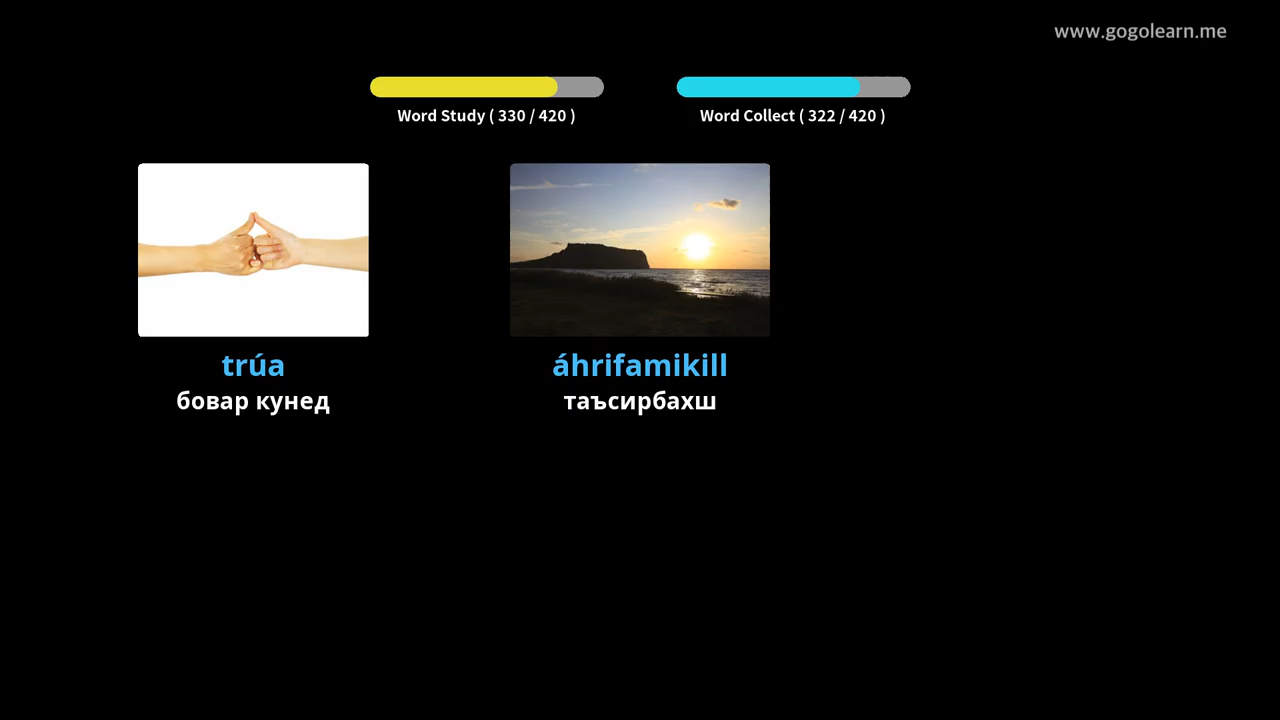 www.gogolearn.me
Word Study ( 330 / 420 )
Word Collect ( 322 / 420 )
trúa
áhrifamikill
бовар кунед
таъсирбахш